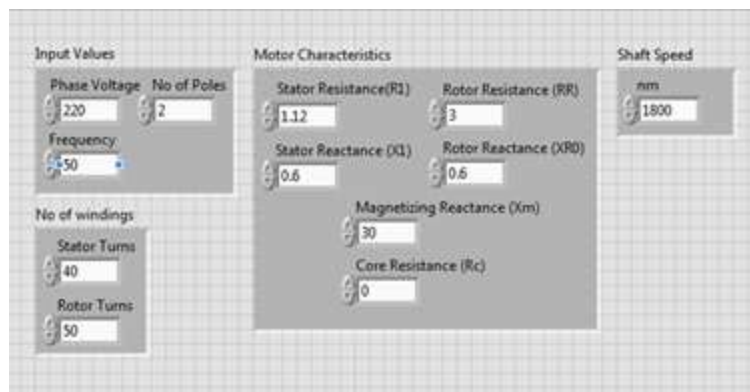 Input Values
Phase Voltage No of Poles
220 2
Frequency
50
No of windings
Stator Turns
40
Rotor Turns
50
Motor Characteristics
Stator Resistance(R1) Rotor Resistance (RR)
1.12 3
Stator Reactance (X1) Rotor Reactance (XR0)
0.6 0.6
Magnetizing Reactance (Xm)
30
Core Resistance (Rc)
0
Shaft Speed
nm
1800